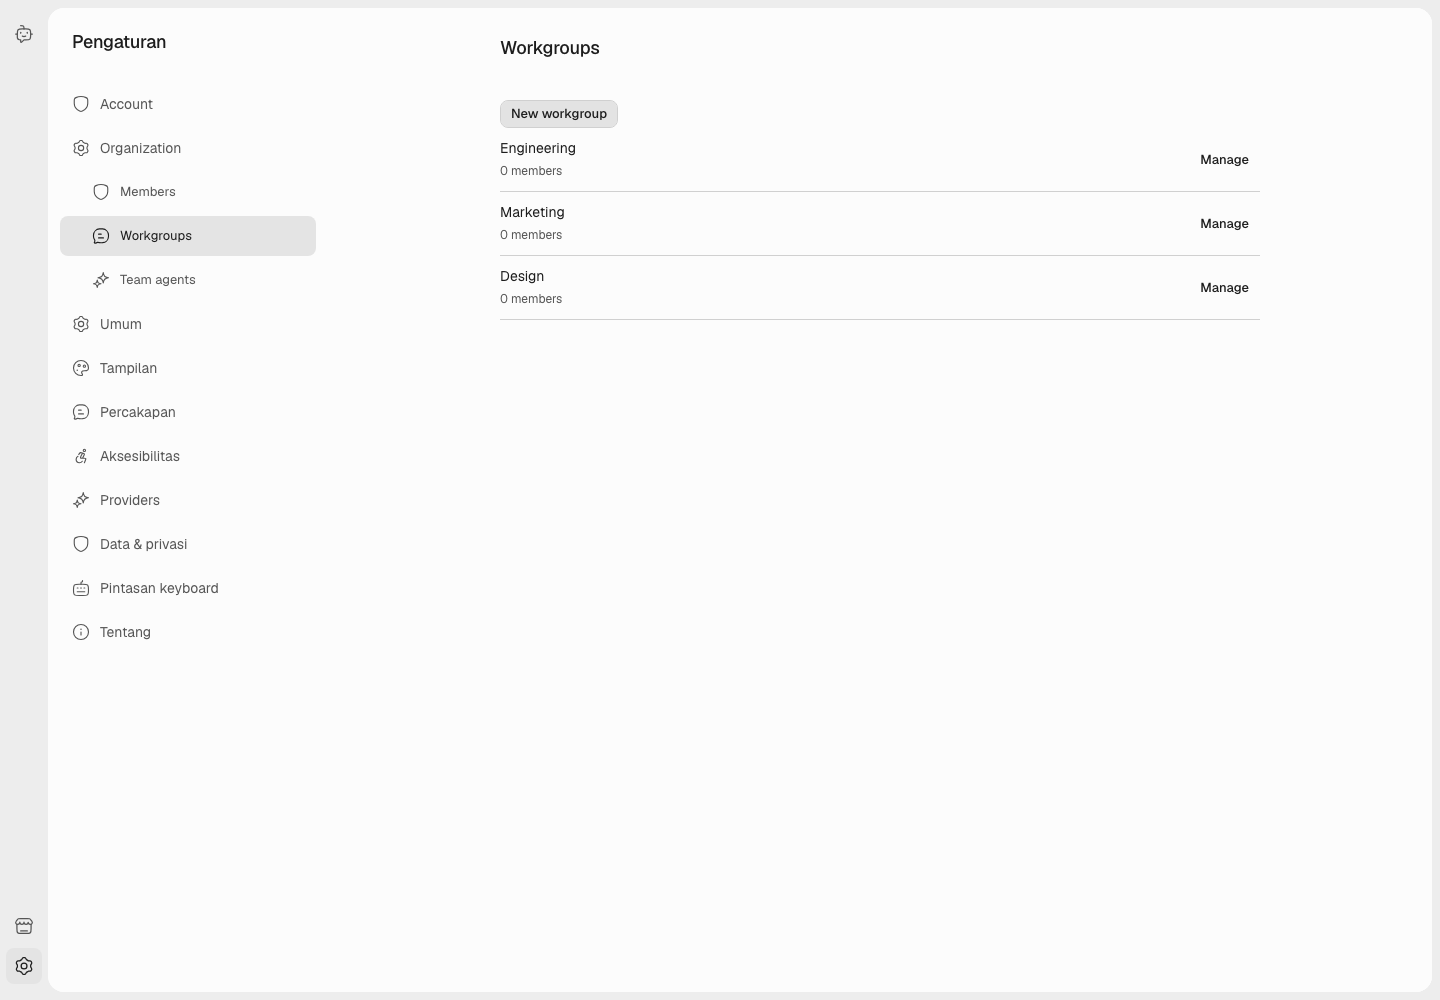 Pengaturan
Account
Organization
Members
Workgroups
Team agents
Umum
Tampilan
Percakapan
Aksesibilitas
Providers
Data & privasi
Pintasan keyboard
Tentang
Workgroups
New workgroup
Engineering
0 members
Manage
Marketing
0 members
Manage
Design
0 members
Manage